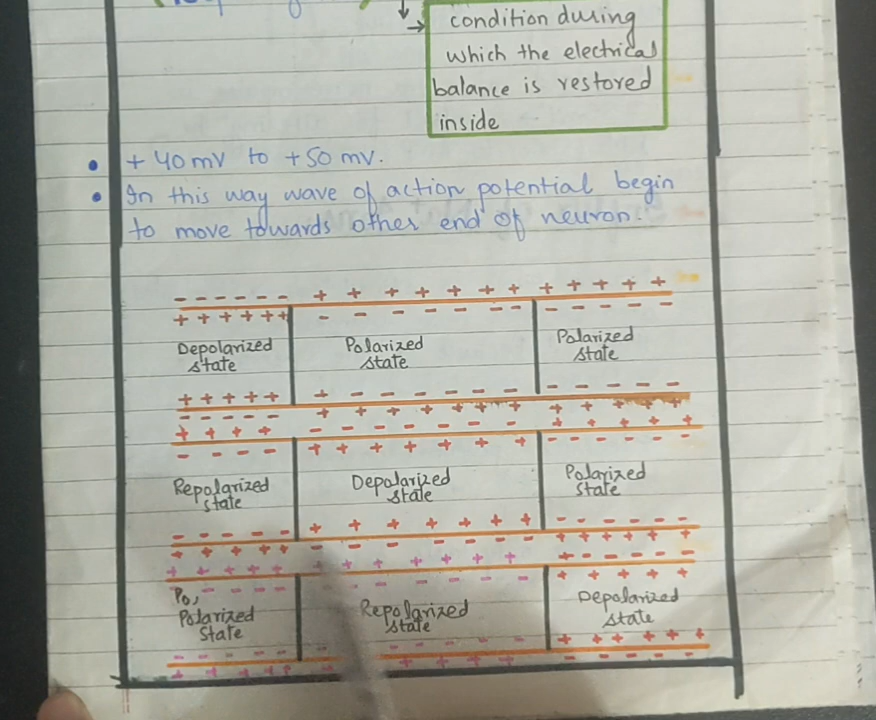 condition during
which the electrical
balance is restored
inside
• + 40 mV to + 50 mV.
• In this way wave of action potential begin
to move towards other end of neuron.
- - - - - - + + + + + + + + + + + +
+ + + + + + - - - - - - - - - - - -
Depolarized state
Polarized state
Polarized state
+ + + + + + - - - - - - - - - - -
- - - - - + + + + + + + + + + + +
+ + + + - - - - - - - + + + + +
- - - - + + + + + + - - - - -
Repolarized state
Depolarized state
Polarized state
- - - - - + + + + + + + - - - - -
+ + + + + - - - - - - + + + + +
+ + + + + + + + + + + + - - - -
- - - - - - - - + + + + +
Po,
Polarized State
Repolarized state
Depolarized state
- - - - - - - - - + + + + + + +
+ + + + + + + + - - - - -